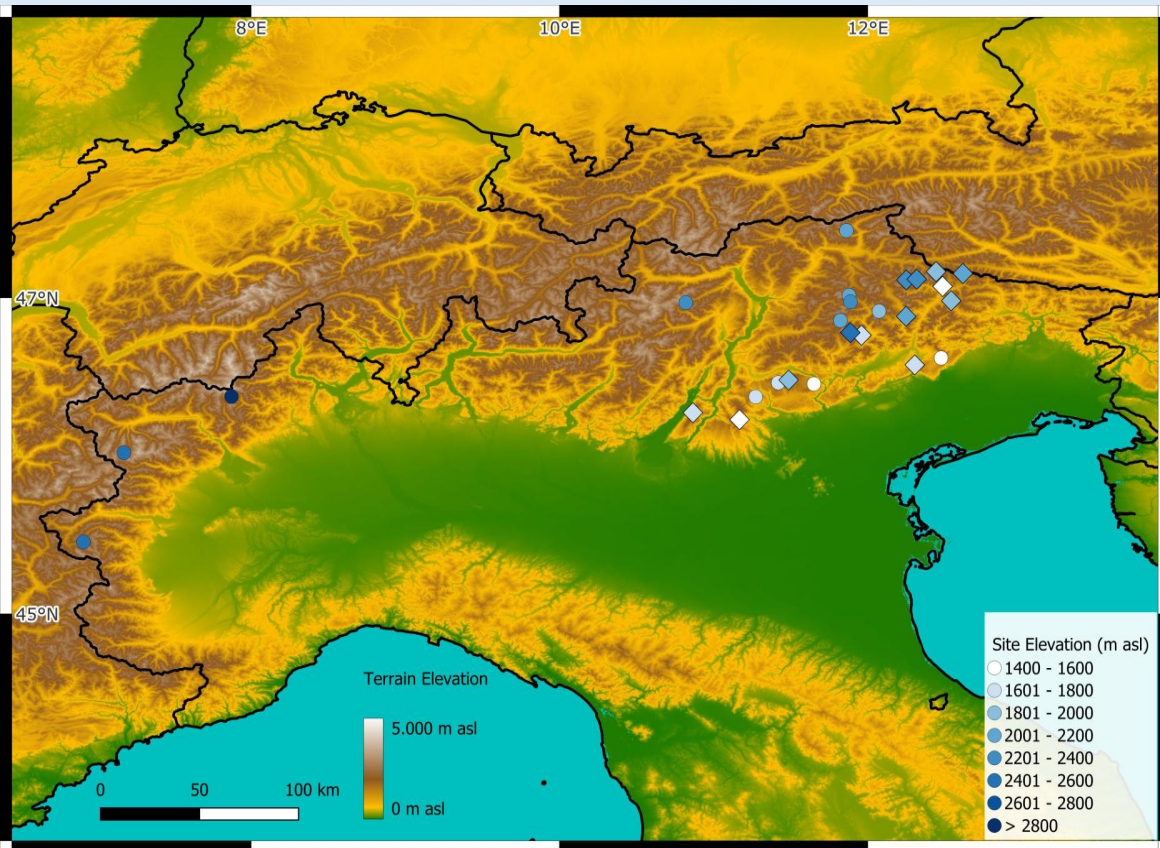 8°E
10°E
12°E
47°N
45°N
Site Elevation (m asl)
1400 - 1600
1601 - 1800
1801 - 2000
2001 - 2200
2201 - 2400
2401 - 2600
2601 - 2800
> 2800
Terrain Elevation
5.000 m asl
0 m asl
0 50 100 km